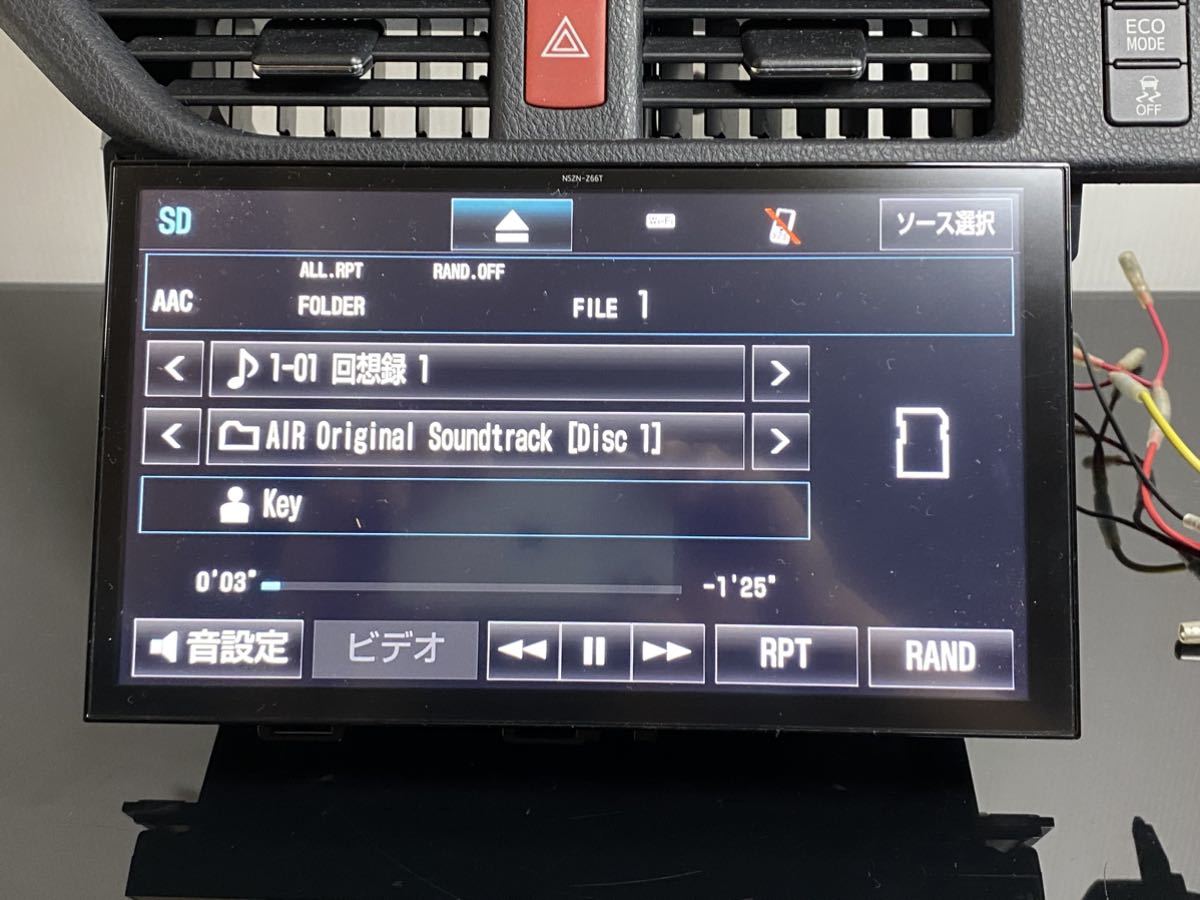 ECO
MODE
OFF
NSZN-Z66T
SD
ソース選択
ALL.RPT RAND.OFF
AAC FOLDER FILE 1
1-01 回想録 1
AIR Original Soundtrack [Disc 1]
Key
0'03" -1'25"
音設定 ビデオ RPT RAND